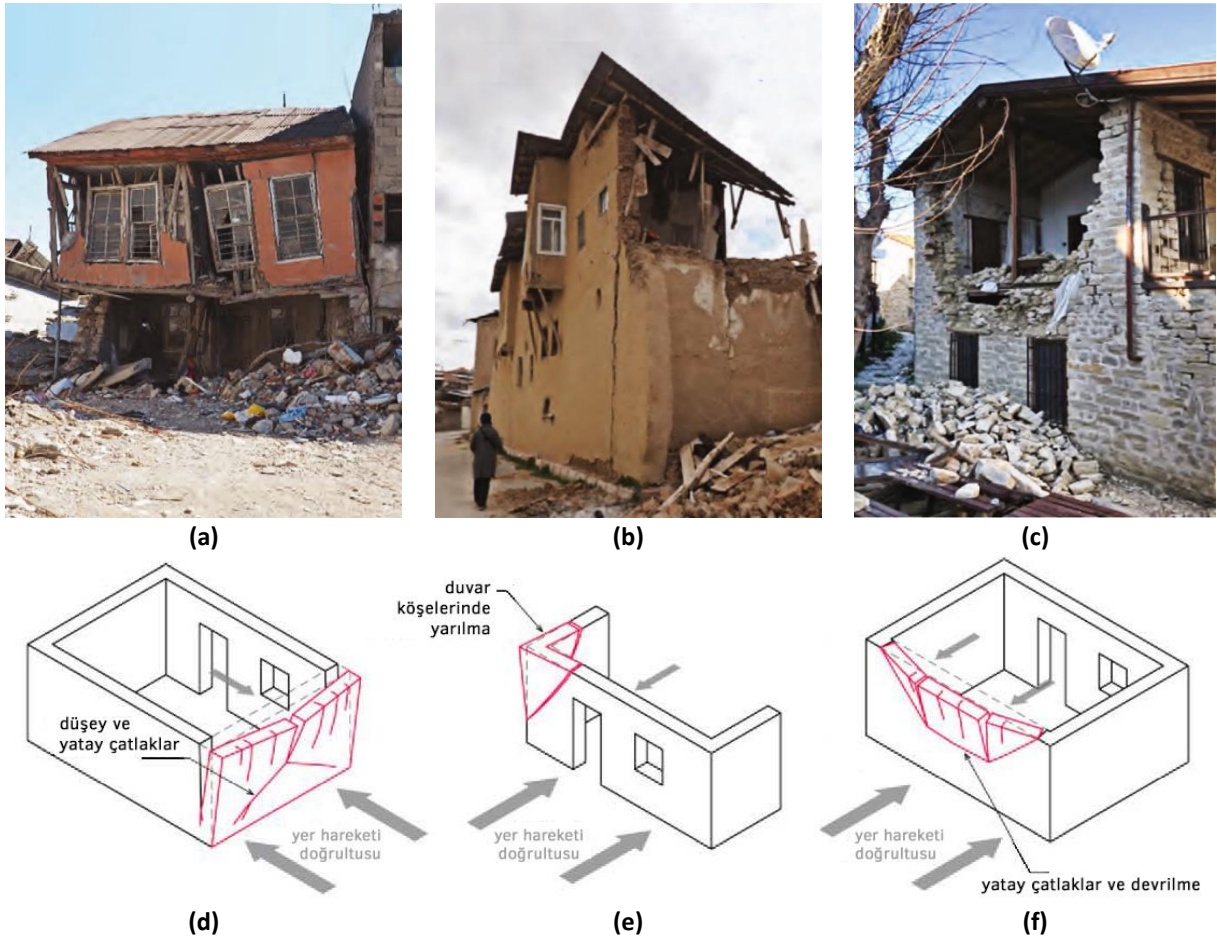 (a)
(b)
(c)
düşey ve
yatay çatlaklar
yer hareketi
doğrultusu
(d)
duvar
köşelerinde
yarılma
yer hareketi
doğrultusu
(e)
yer hareketi
doğrultusu
yatay çatlaklar ve devrilme
(f)